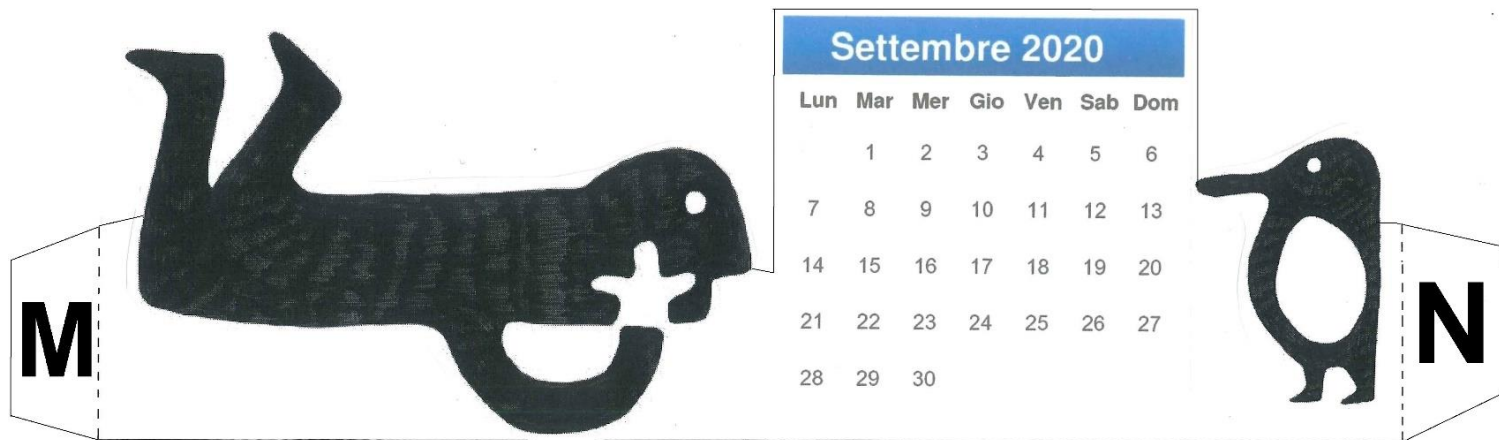 Settembre 2020
Lun Mar Mer Gio Ven Sab Dom
1 2 3 4 5 6
7 8 9 10 11 12 13
14 15 16 17 18 19 20
21 22 23 24 25 26 27
28 29 30
M
N